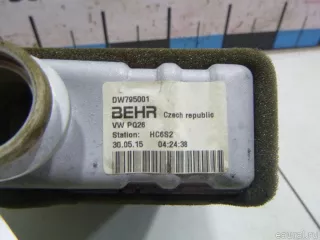 DW795001
BEHR Czech republic
VW PQ26
Station: HC6S2
30.05.15 04:24:38